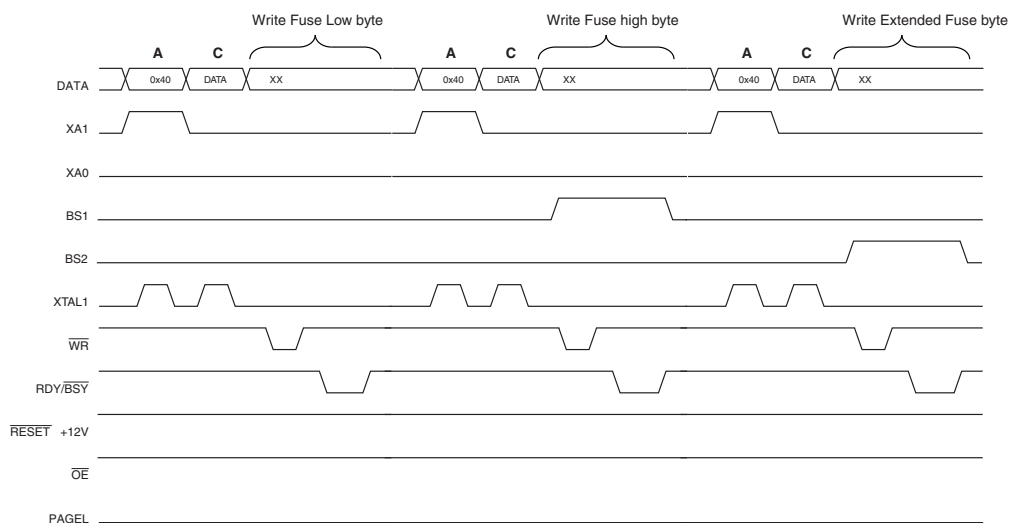 Write Fuse Low byte Write Fuse high byte Write Extended Fuse byte
A C A C A C
DATA 0x40 DATA XX 0x40 DATA XX 0x40 DATA XX
XA1
XA0
BS1
BS2
XTAL1
WR
RDY/BSY
RESET +12V
OE
PAGEL